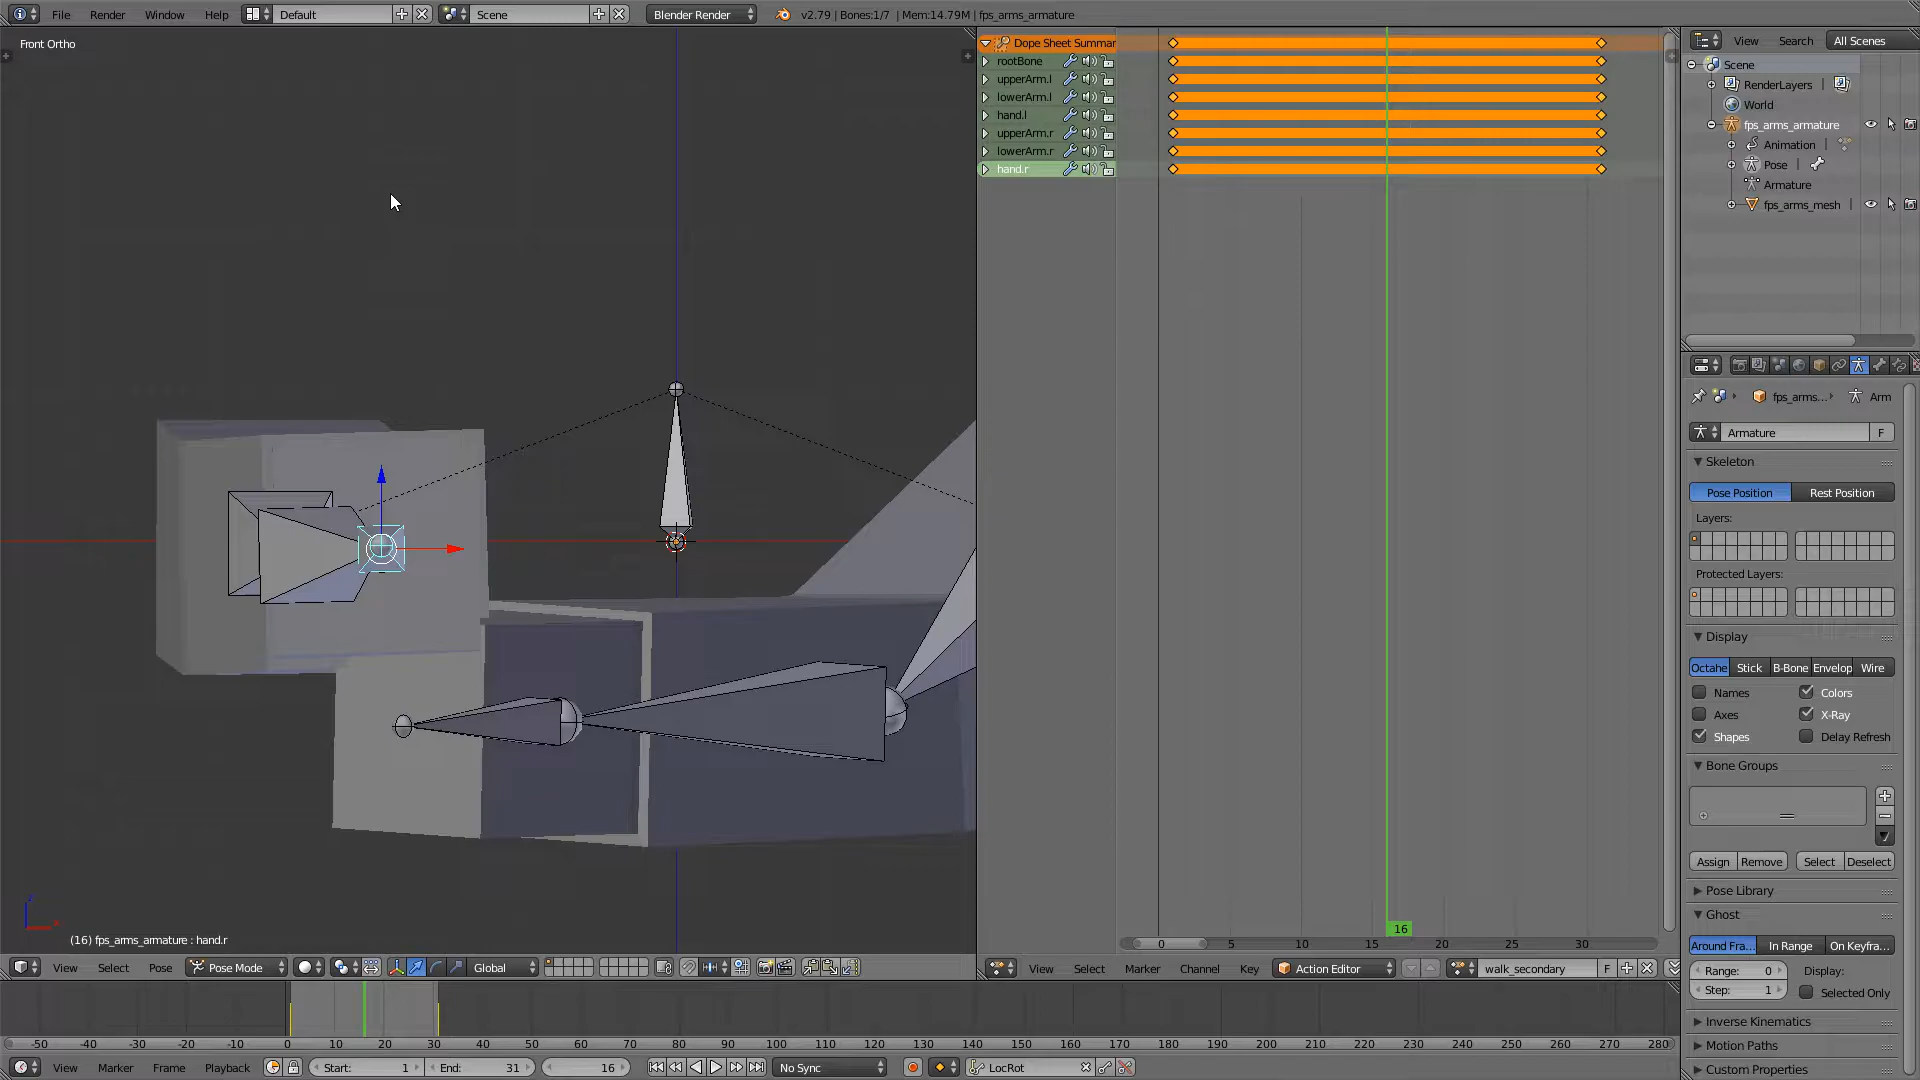 File Render Window Help Default Scene Blender Render v2.79 | Bones:1/7 | Mem:14.79M | fps_arms_armature
Front Ortho
Dope Sheet Summar
rootBone
upperArm.l
lowerArm.l
hand.l
upperArm.r
lowerArm.r
hand.r
View Search All Scenes
Scene
RenderLayers
World
fps_arms_armature
Animation
Pose
Armature
fps_arms_mesh
fps_arms... Arm
Armature F
Skeleton
Pose Position Rest Position
Layers:
Protected Layers:
Display
Octahe Stick B-Bone Envelop Wire
Names Colors
Axes X-Ray
Shapes Delay Refresh
Bone Groups
Assign Remove Select Deselect
Pose Library
Ghost
Around Fra... In Range On Keyfra...
Range: 0 Display:
Step: 1 Selected Only
Inverse Kinematics
Motion Paths
Custom Properties
16
0 5 10 15 20 25 30
(16) fps_arms_armature : hand.r
View Select Pose Pose Mode Global
View Select Marker Channel Key Action Editor walk_secondary F
-50 -40 -30 -20 -10 0 10 20 30 40 50 60 70 80 90 100 110 120 130 140 150 160 170 180 190 200 210 220 230 240 250 260 270 280
View Marker Frame Playback Start: 1 End: 31 16 No Sync LocRot